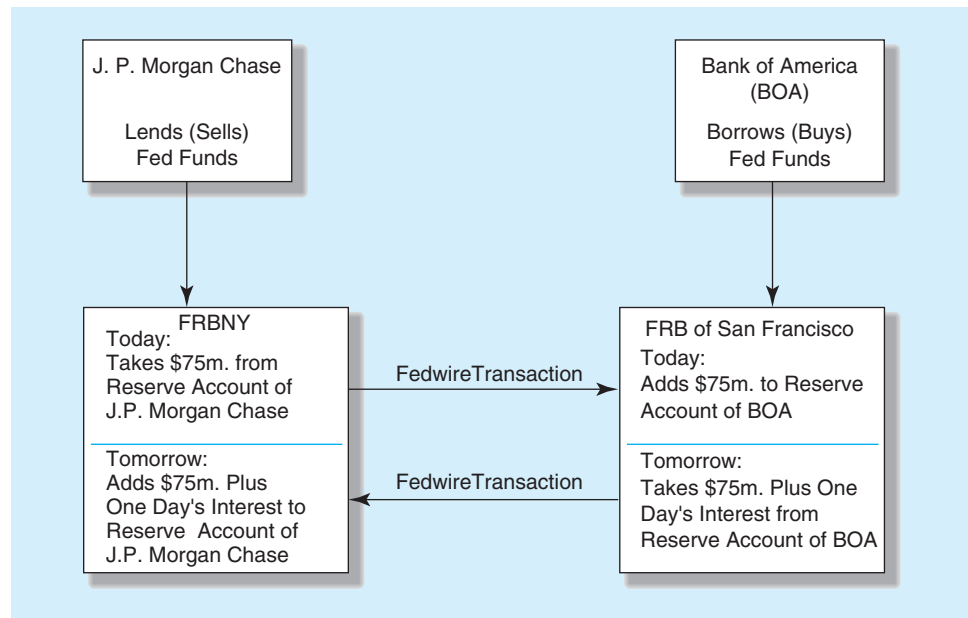 J. P. Morgan Chase
Lends (Sells)
Fed Funds
Bank of America
(BOA)
Borrows (Buys)
Fed Funds
FRBNY
Today:
Takes $75m. from
Reserve Account of
J.P. Morgan Chase
Tomorrow:
Adds $75m. Plus
One Day's Interest to
Reserve Account of
J.P. Morgan Chase
FedwireTransaction
FedwireTransaction
FRB of San Francisco
Today:
Adds $75m. to Reserve
Account of BOA
Tomorrow:
Takes $75m. Plus One
Day's Interest from
Reserve Account of BOA